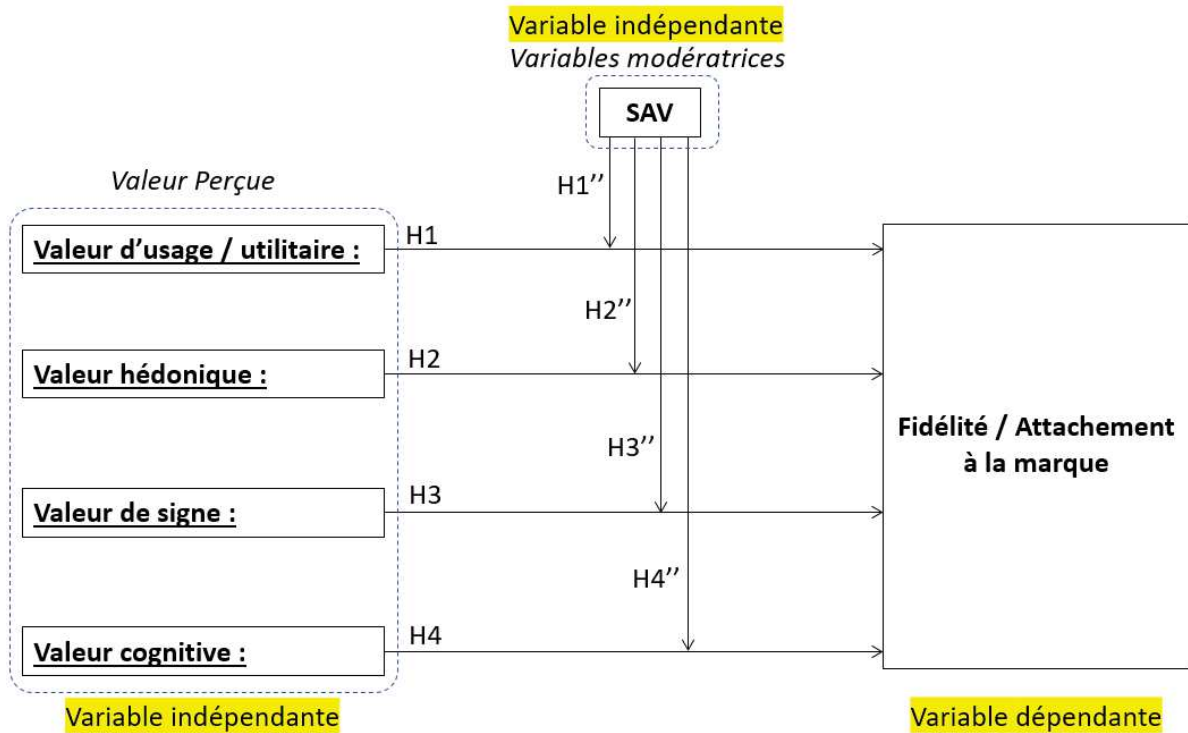 Variable indépendante
Variables modératrices
SAV
Valeur Perçue
H1’’
Valeur d’usage / utilitaire :
H1
H2’’
Valeur hédonique :
H2
Fidélité / Attachement
à la marque
H3’’
Valeur de signe :
H3
H4’’
Valeur cognitive :
H4
Variable indépendante
Variable dépendante